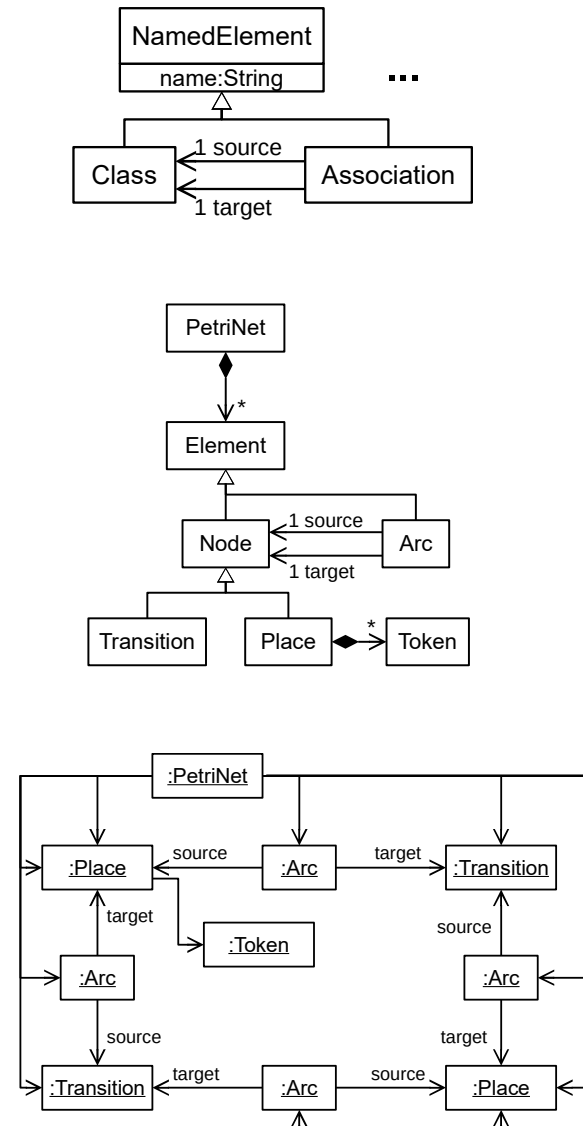 NamedElement
name:String
...
1 source
Class
Association
1 target
PetriNet
*
Element
1 source
Node
Arc
1 target
*
Transition
Place
Token
:PetriNet
source
target
:Place
:Arc
:Transition
target
source
:Token
:Arc
:Arc
source
target
target
source
:Transition
:Arc
:Place